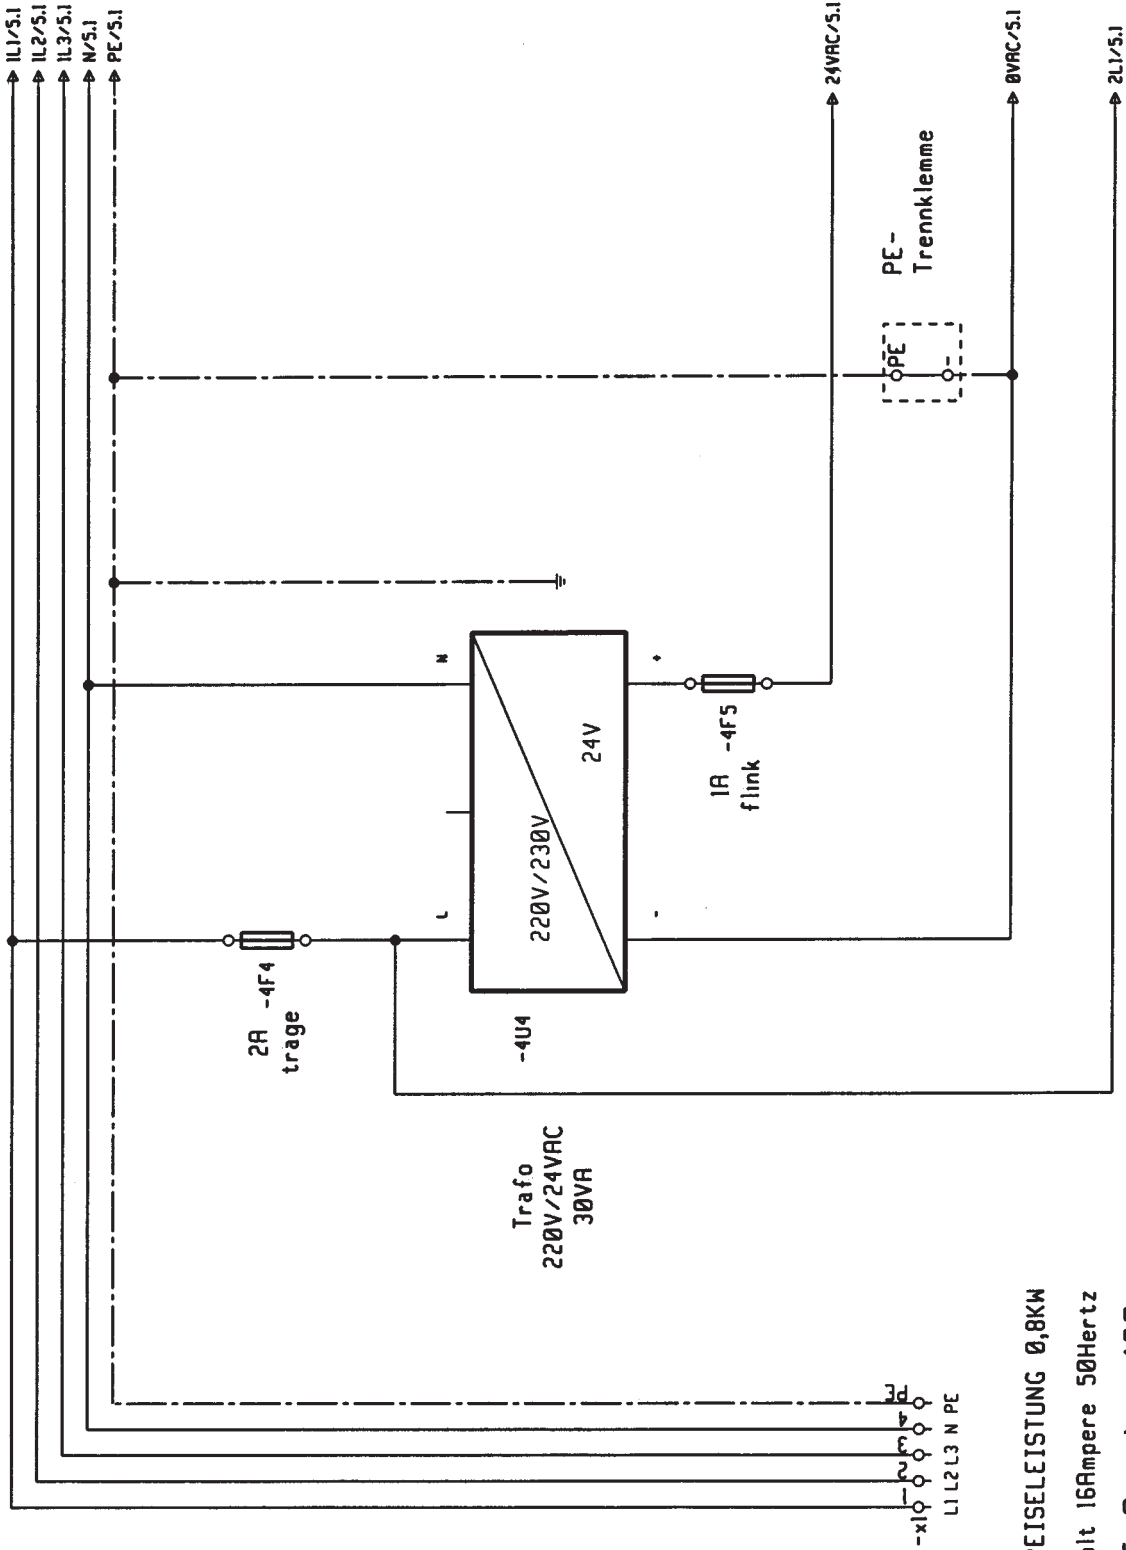 1L1/5.1
1L2/5.1
1L3/5.1
N/5.1
PE/5.1
2A -4F4
trage
L
N
220V/230V
24V
-4U4
Trafo
220V/24VAC
30VA
-
+
1A -4F5
flink
24VAC/5.1
PE-
Trennklemme
PE
-
0VAC/5.1
2L1/5.1
-x1
1
2
3
4
PE
L1 L2 L3 N PE
EISELEISTUNG 0,8KW
lt 16Ampere 50Hertz